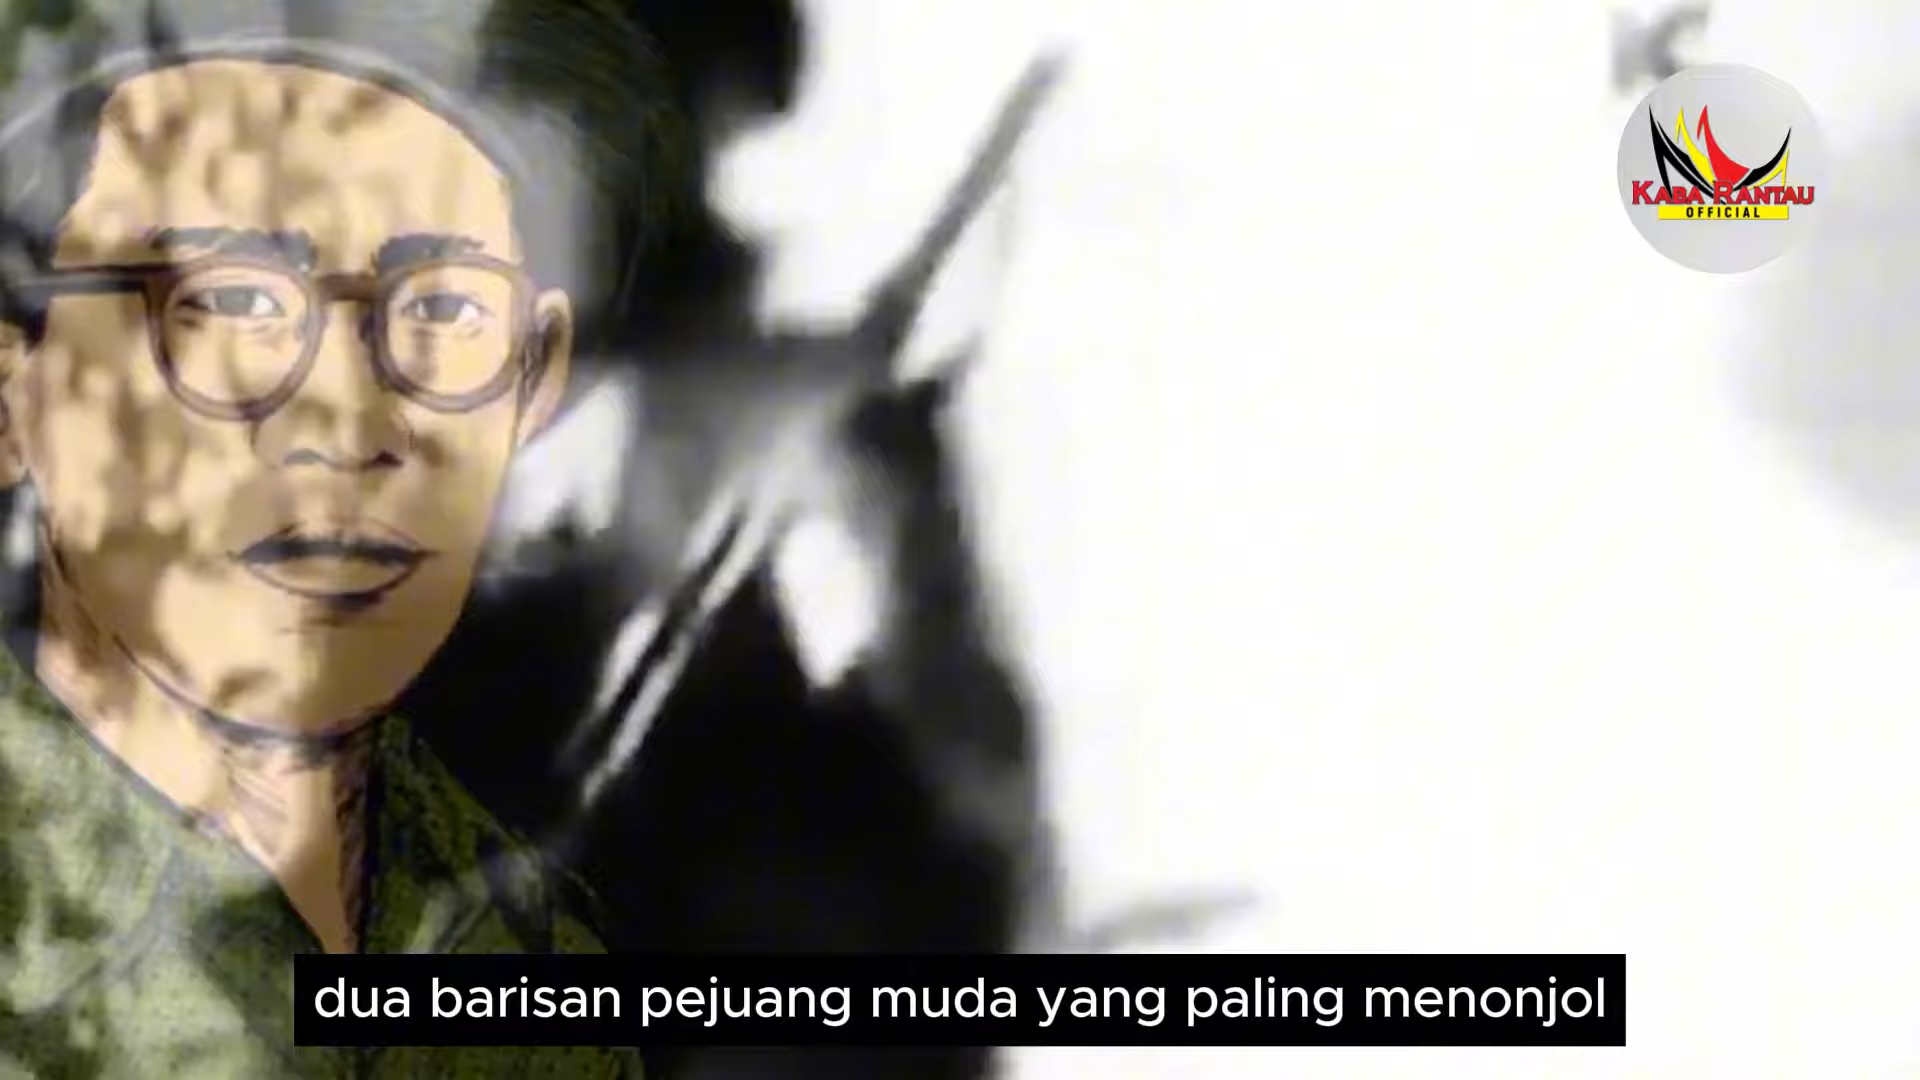 KABA RANTAU
OFFICIAL
dua barisan pejuang muda yang paling menonjol